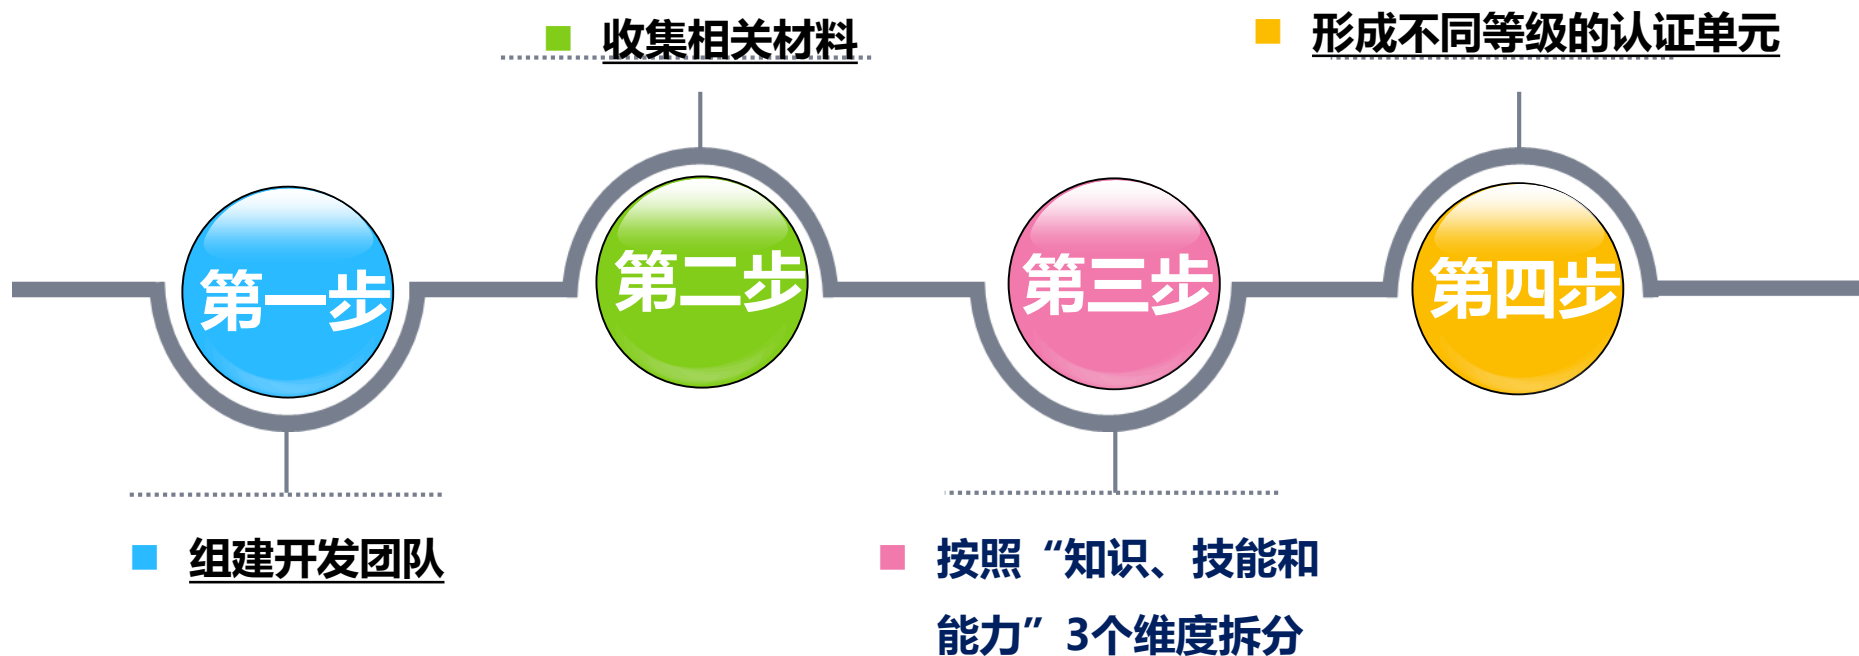 收集相关材料
形成不同等级的认证单元
第一步
第二步
第三步
第四步
组建开发团队
按照“知识、技能和
能力”3个维度拆分